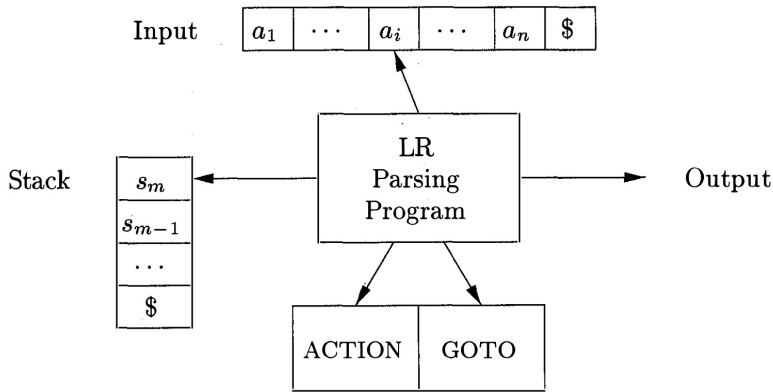 Input a₁ ··· aᵢ ··· aₙ $
LR
Parsing
Program
Stack
sₘ
sₘ₋₁
···
$
Output
ACTION GOTO